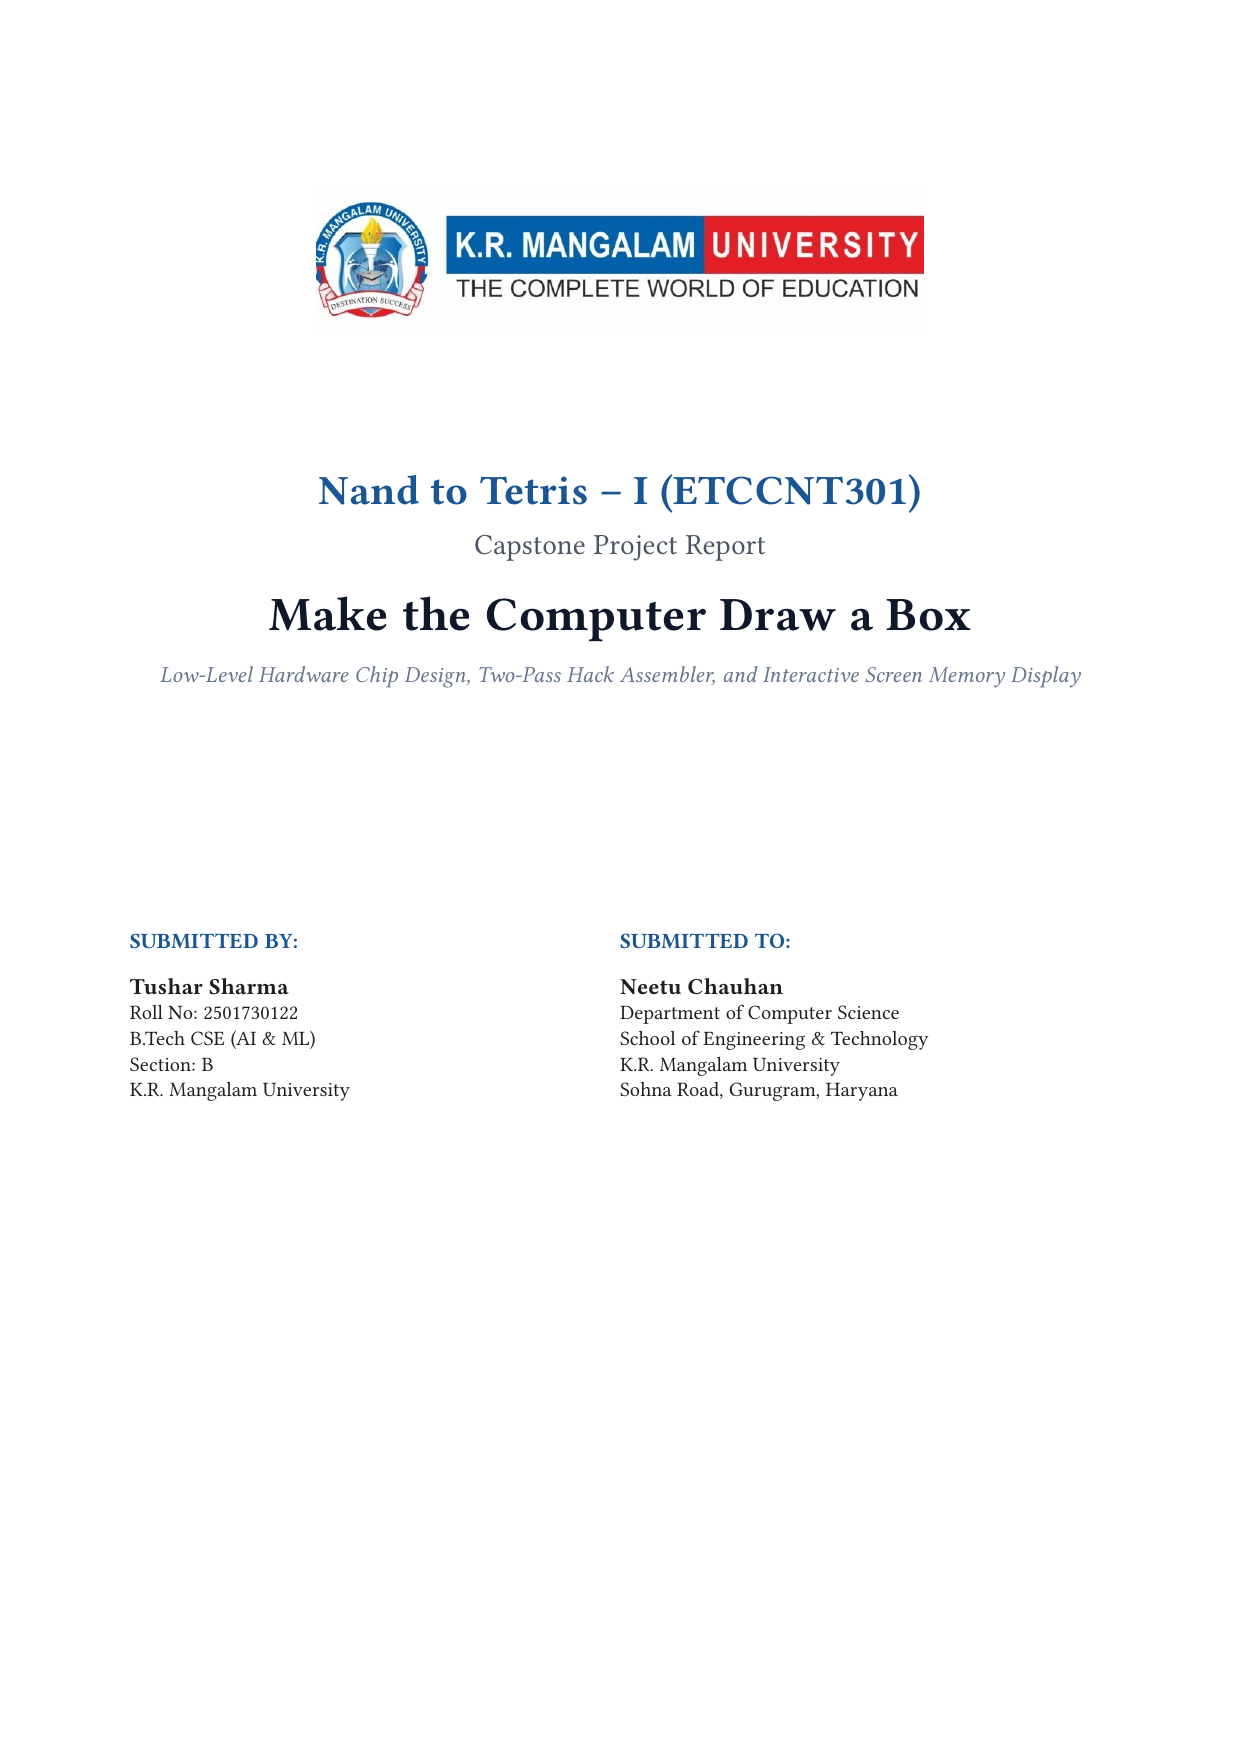 K.R. MANGALAM UNIVERSITY
DESTINATION SUCCESS
K.R. MANGALAM UNIVERSITY
THE COMPLETE WORLD OF EDUCATION
Nand to Tetris – I (ETCCNT301)
Capstone Project Report
Make the Computer Draw a Box
Low-Level Hardware Chip Design, Two-Pass Hack Assembler, and Interactive Screen Memory Display
SUBMITTED BY:
Tushar Sharma
Roll No: 2501730122
B.Tech CSE (AI & ML)
Section: B
K.R. Mangalam University
SUBMITTED TO:
Neetu Chauhan
Department of Computer Science
School of Engineering & Technology
K.R. Mangalam University
Sohna Road, Gurugram, Haryana